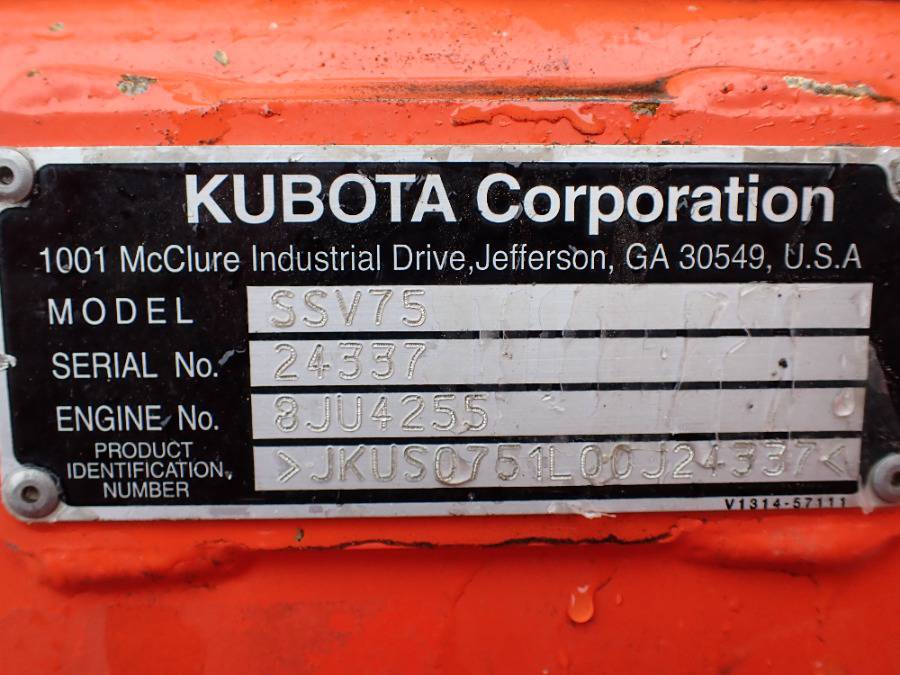 KUBOTA Corporation
1001 McClure Industrial Drive,Jefferson, GA 30549, U.S.A
MODEL SSV75
SERIAL No. 24337
ENGINE No. 8JU4255
PRODUCT
IDENTIFICATION
NUMBER >JKUS0751L00J24337<
V1314-57111